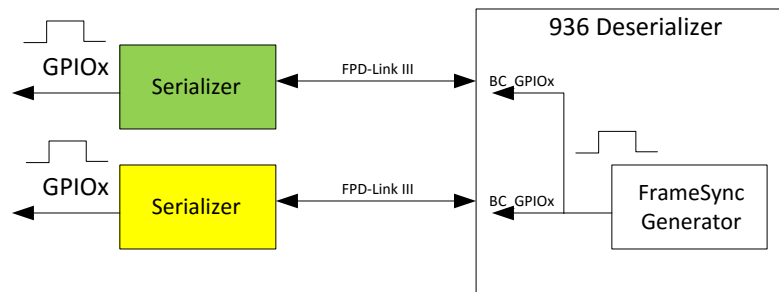 936 Deserializer
GPIOx
Serializer
FPD-Link III
BC_GPIOx
GPIOx
Serializer
FPD-Link III
BC_GPIOx
FrameSync
Generator